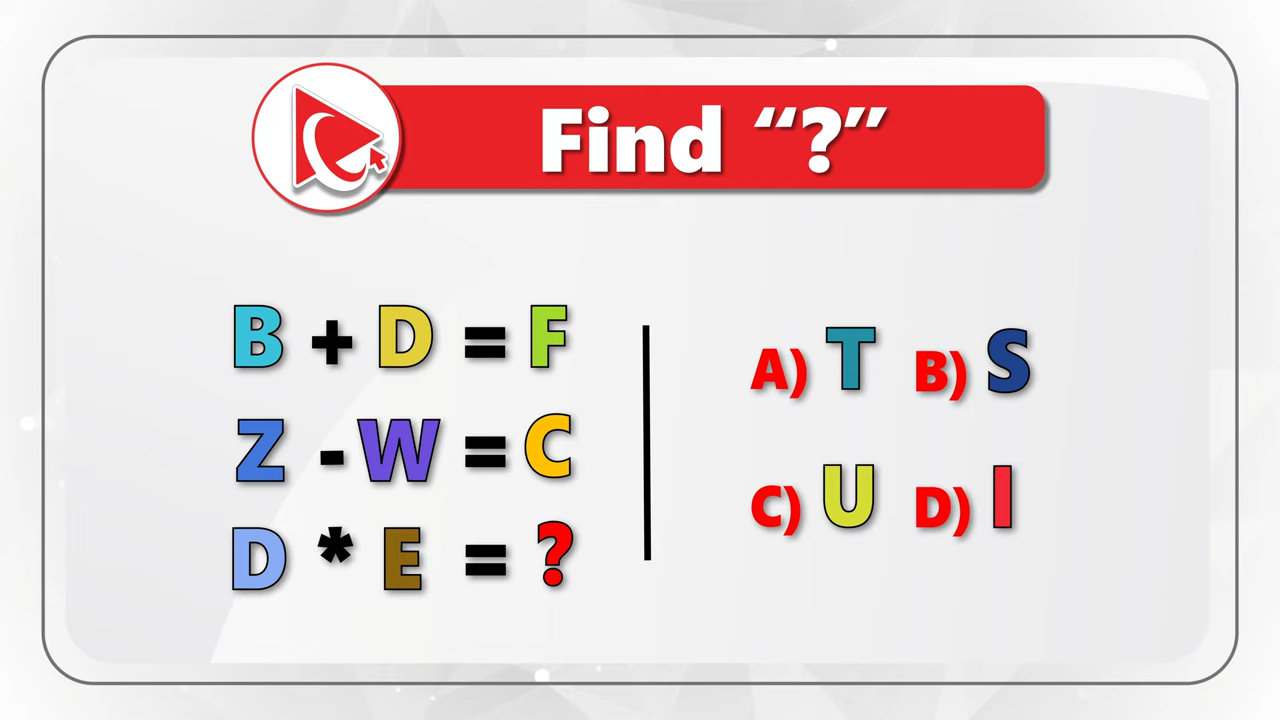 Find “?”
B + D = F
Z - W = C
D * E = ?
A) T B) S
C) U D) I